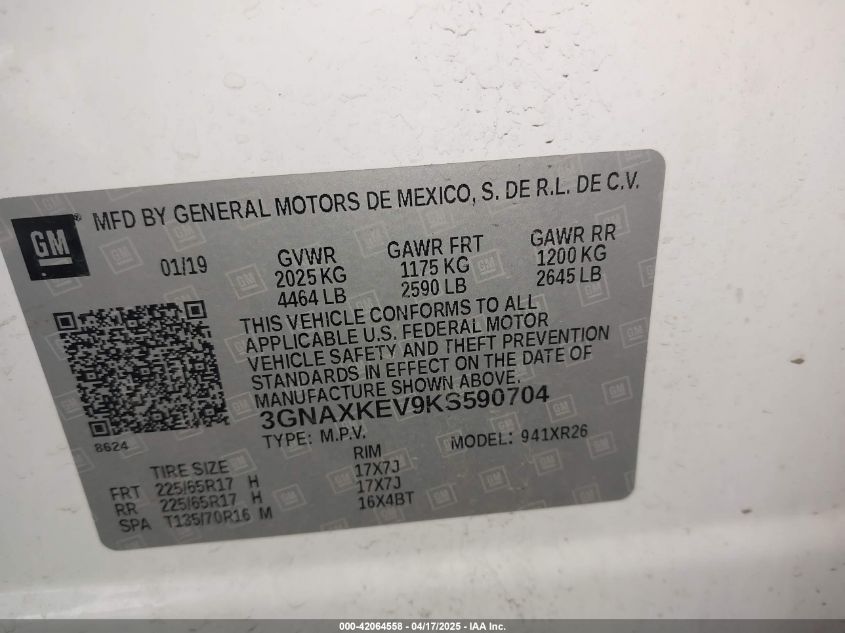 GM ® MFD BY GENERAL MOTORS DE MEXICO, S. DE R.L. DE C.V.
01/19 GVWR GAWR FRT GAWR RR
2025 KG 1175 KG 1200 KG
4464 LB 2590 LB 2645 LB
THIS VEHICLE CONFORMS TO ALL
APPLICABLE U.S. FEDERAL MOTOR
VEHICLE SAFETY AND THEFT PREVENTION
STANDARDS IN EFFECT ON THE DATE OF
MANUFACTURE SHOWN ABOVE.
3GNAXKEV9KS590704
8624 TYPE: M.P.V. MODEL: 941XR26
TIRE SIZE RIM
FRT 225/65R17 H 17X7J
RR 225/65R17 H 17X7J
SPA T135/70R16 M 16X4BT
000-42064558 - 04/17/2025 - IAA Inc.